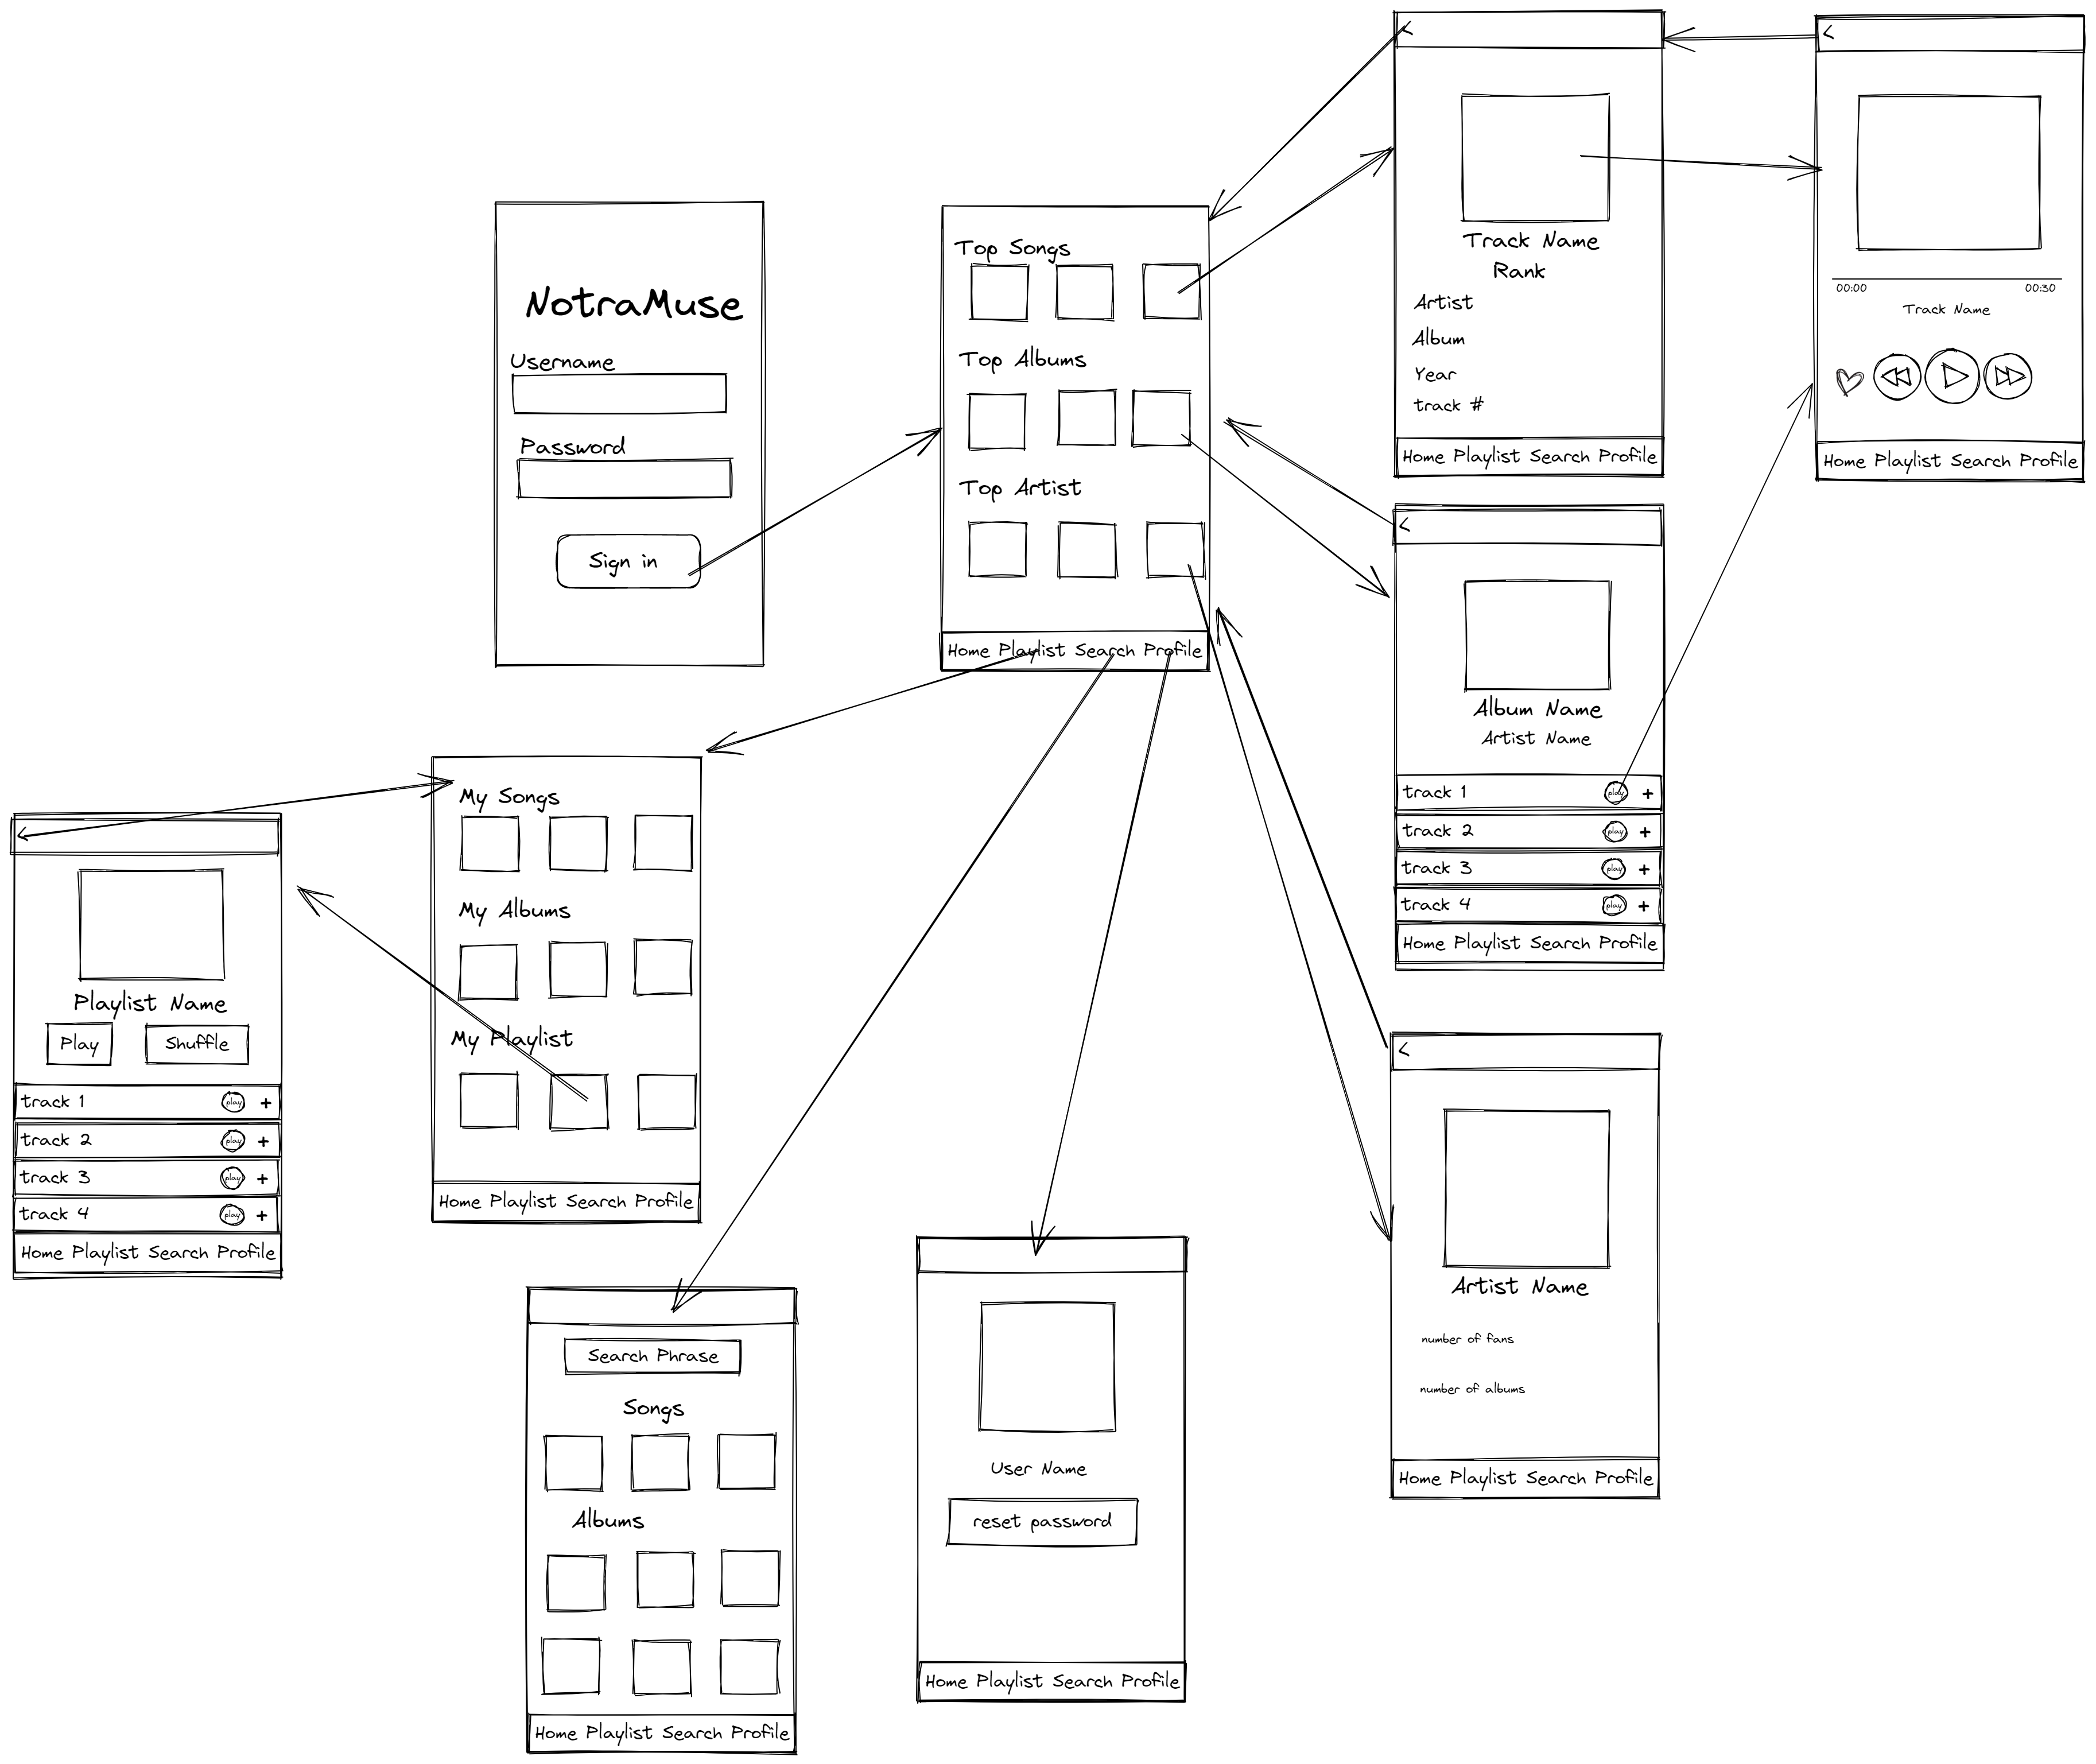 NotraMuse
Username
Password
Sign in
Top Songs
Top Albums
Top Artist
Home Playlist Search Profile
<
Track Name
Rank
Artist
Album
Year
track #
Home Playlist Search Profile
<
00:00 00:30
Track Name
Home Playlist Search Profile
<
Album Name
Artist Name
track 1 play +
track 2 play +
track 3 play +
track 4 play +
Home Playlist Search Profile
<
Playlist Name
Play Shuffle
track 1 play +
track 2 play +
track 3 play +
track 4 play +
Home Playlist Search Profile
My Songs
My Albums
My Playlist
Home Playlist Search Profile
Search Phrase
Songs
Albums
Home Playlist Search Profile
User Name
reset password
Home Playlist Search Profile
<
Artist Name
number of fans
number of albums
Home Playlist Search Profile